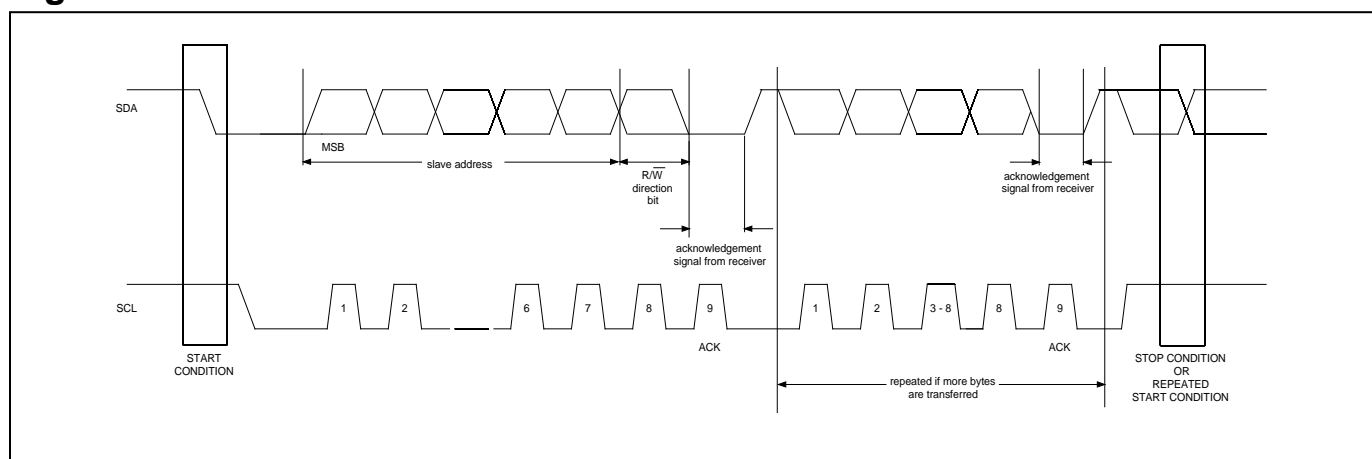 SDA
MSB
slave address
R/W̅
direction
bit
acknowledgement
signal from receiver
acknowledgement
signal from receiver
SCL
1
2
6
7
8
9
1
2
3 - 8
8
9
ACK
ACK
START
CONDITION
repeated if more bytes
are transferred
STOP CONDITION
OR
REPEATED
START CONDITION